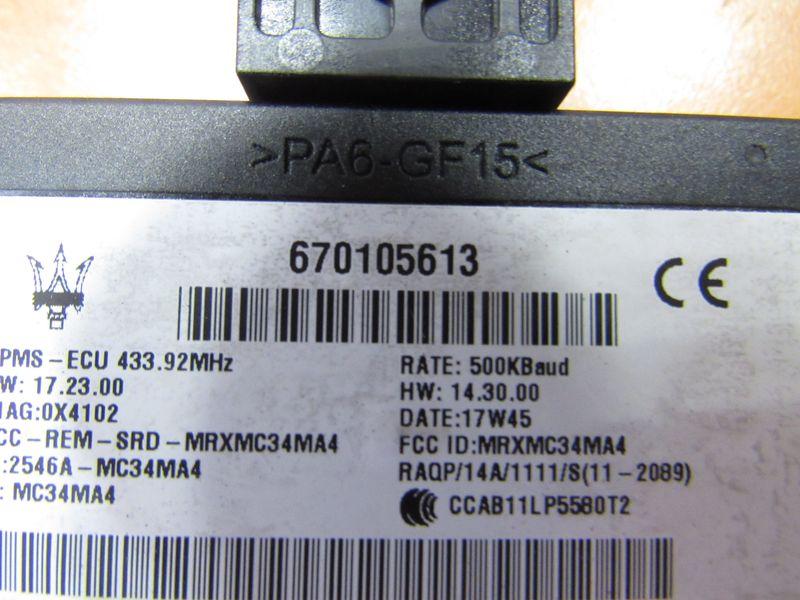 >PA6-GF15<
670105613
CE
PMS-ECU 433.92MHz
W: 17.23.00
IAG:0X4102
CC-REM-SRD-MRXMC34MA4
:2546A-MC34MA4
: MC34MA4
RATE: 500KBaud
HW: 14.30.00
DATE:17W45
FCC ID:MRXMC34MA4
RAQP/14A/1111/S(11-2089)
CCAB11LP5580T2